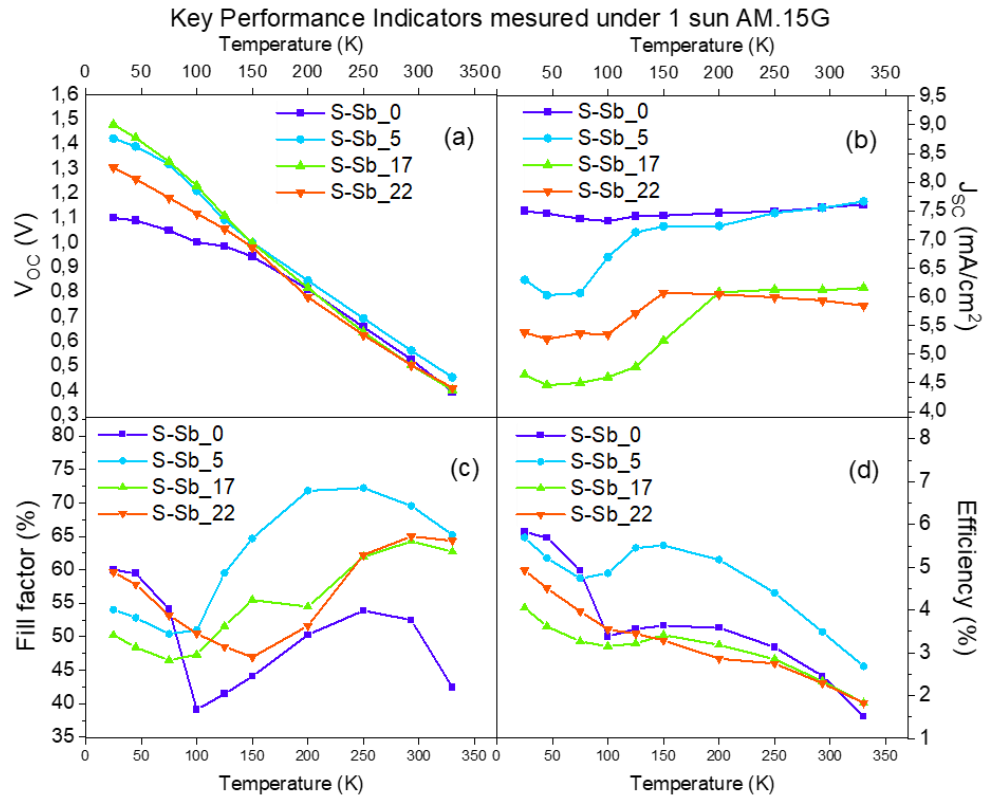 Key Performance Indicators mesured under 1 sun AM.15G
Temperature (K)
Temperature (K)
0 50 100 150 200 250 300 350
0 50 100 150 200 250 300 350
1,6
1,5
1,4
1,3
1,2
1,1
1,0
0,9
0,8
0,7
0,6
0,5
0,4
0,3
V_OC (V)
S-Sb_0
S-Sb_5
S-Sb_17
S-Sb_22
(a)
S-Sb_0
S-Sb_5
S-Sb_17
S-Sb_22
(b)
9,5
9,0
8,5
8,0
7,5
7,0
6,5
6,0
5,5
5,0
4,5
4,0
J_SC (mA/cm²)
80
75
70
65
60
55
50
45
40
35
Fill factor (%)
S-Sb_0
S-Sb_5
S-Sb_17
S-Sb_22
(c)
S-Sb_0
S-Sb_5
S-Sb_17
S-Sb_22
(d)
8
7
6
5
4
3
2
1
Efficiency (%)
0 50 100 150 200 250 300 350
0 50 100 150 200 250 300 350
Temperature (K)
Temperature (K)